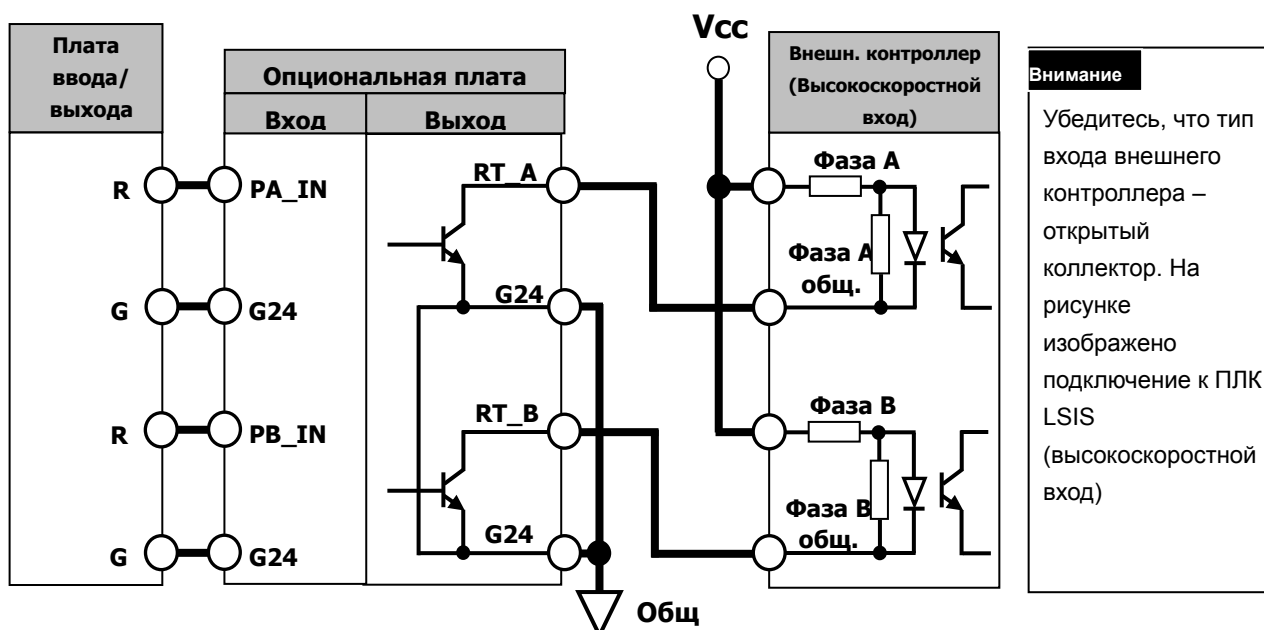 Плата
ввода/
выхода
Опциональная плата
Вход
Выход
Vcc
Внешн. контроллер
(Высокоскоростной
вход)
Внимание
Убедитесь, что тип
входа внешнего
контроллера –
открытый
коллектор. На
рисунке
изображено
подключение к ПЛК
LSIS
(высокоскоростной
вход)
R
PA_IN
RT_A
Фаза А
Фаза А
общ.
G
G24
G24
R
PB_IN
RT_B
Фаза В
Фаза В
общ.
G
G24
G24
Общ